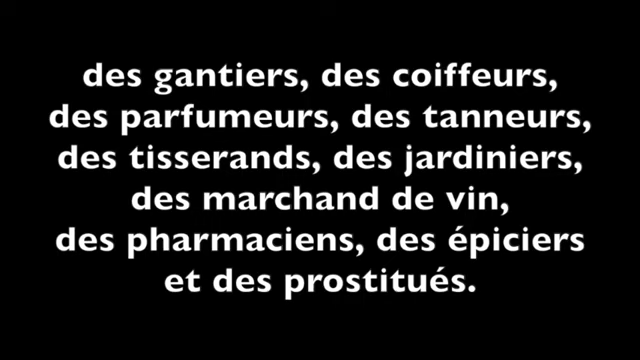 des gantiers, des coiffeurs,
des parfumeurs, des tanneurs,
des tisserands, des jardiniers,
des marchand de vin,
des pharmaciens, des épiciers
et des prostitués.